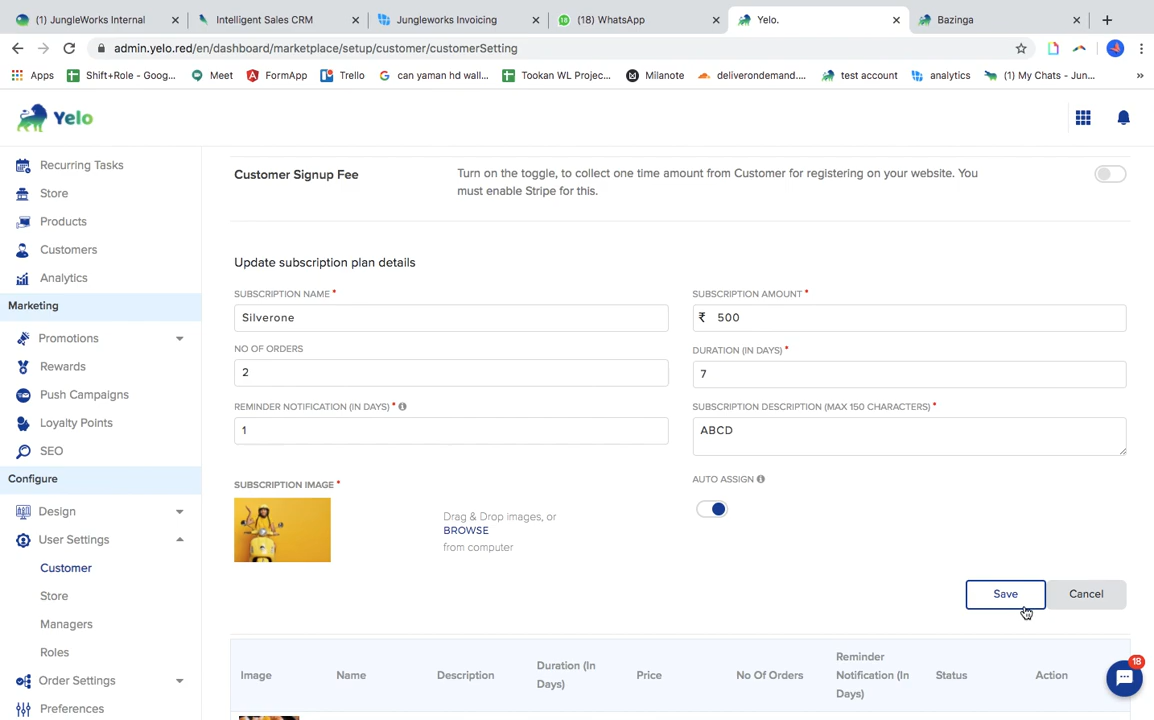 (1) JungleWorks Internal
Intelligent Sales CRM
Jungleworks Invoicing
(18) WhatsApp
Yelo.
Bazinga
admin.yelo.red/en/dashboard/marketplace/setup/customer/customerSetting
Apps
Shift+Role - Goog...
Meet
FormApp
Trello
can yaman hd wall...
Tookan WL Projec...
Milanote
deliverondemand....
test account
analytics
(1) My Chats - Jun...
»
Yelo
Recurring Tasks
Store
Products
Customers
Analytics
Marketing
Promotions
Rewards
Push Campaigns
Loyalty Points
SEO
Configure
Design
User Settings
Customer
Store
Managers
Roles
Order Settings
Preferences
Customer Signup Fee
Turn on the toggle, to collect one time amount from Customer for registering on your website. You
must enable Stripe for this.
Update subscription plan details
SUBSCRIPTION NAME *
Silverone
SUBSCRIPTION AMOUNT *
₹ 500
NO OF ORDERS
2
DURATION (IN DAYS) *
7
REMINDER NOTIFICATION (IN DAYS) *
1
SUBSCRIPTION DESCRIPTION (MAX 150 CHARACTERS) *
ABCD
SUBSCRIPTION IMAGE *
Drag & Drop images, or
BROWSE
from computer
AUTO ASSIGN
Save
Cancel
Image
Name
Description
Duration (In
Days)
Price
No Of Orders
Reminder
Notification (In
Days)
Status
Action
18